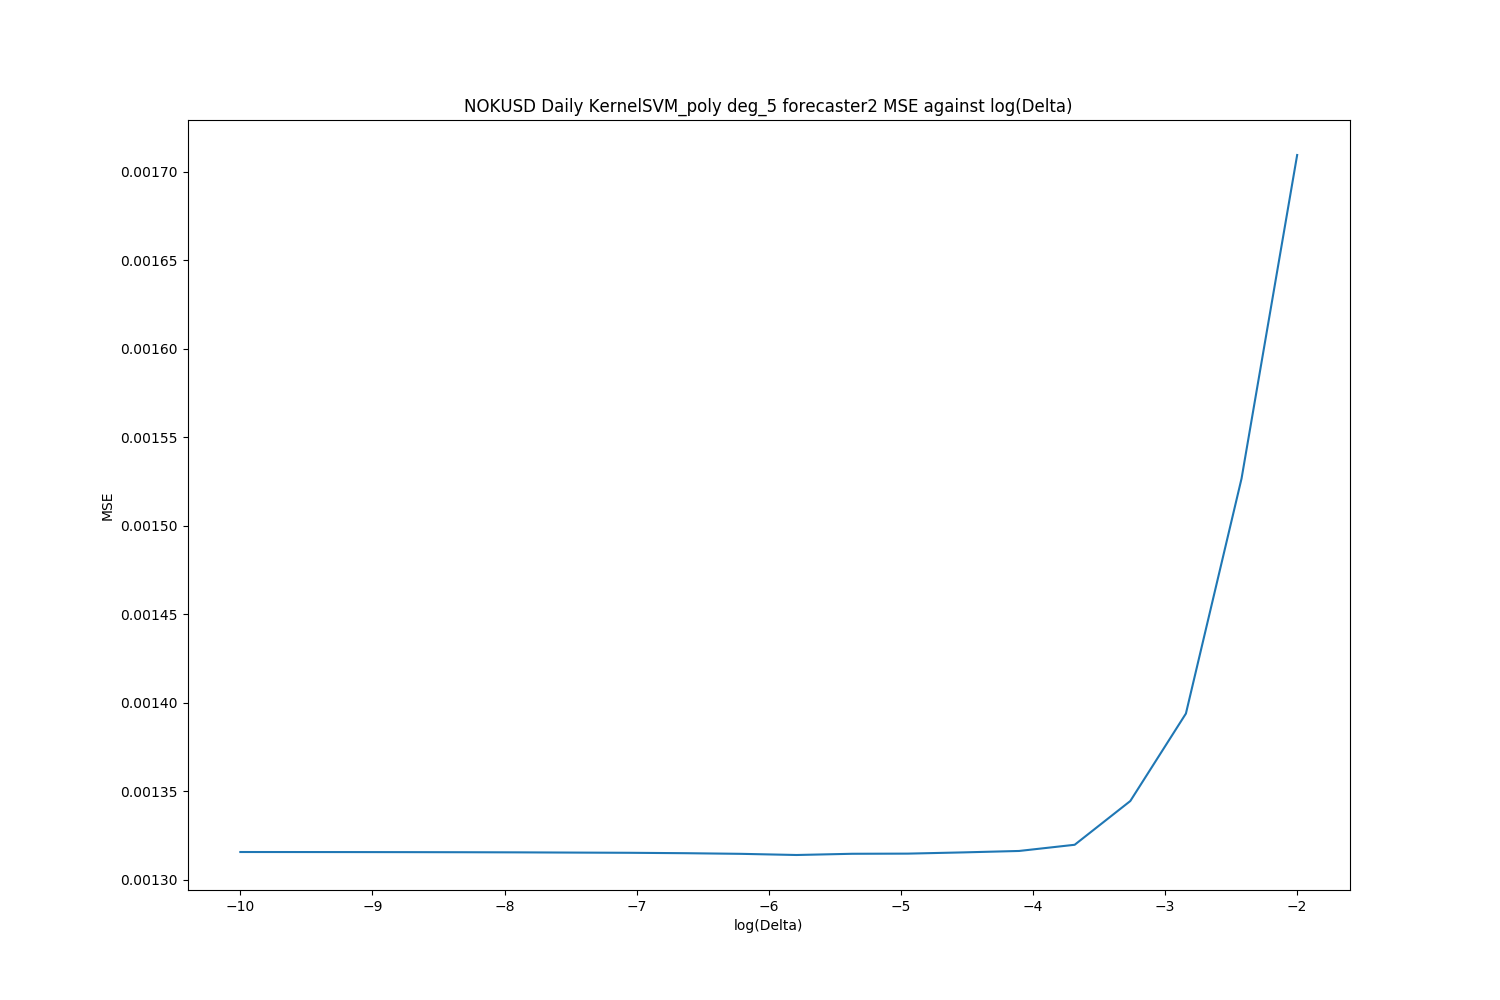 NOKUSD Daily KernelSVM_poly deg_5 forecaster2 MSE against log(Delta)
0.00170
0.00165
0.00160
0.00155
0.00150
0.00145
0.00140
0.00135
0.00130
MSE
−10 −9 −8 −7 −6 −5 −4 −3 −2
log(Delta)